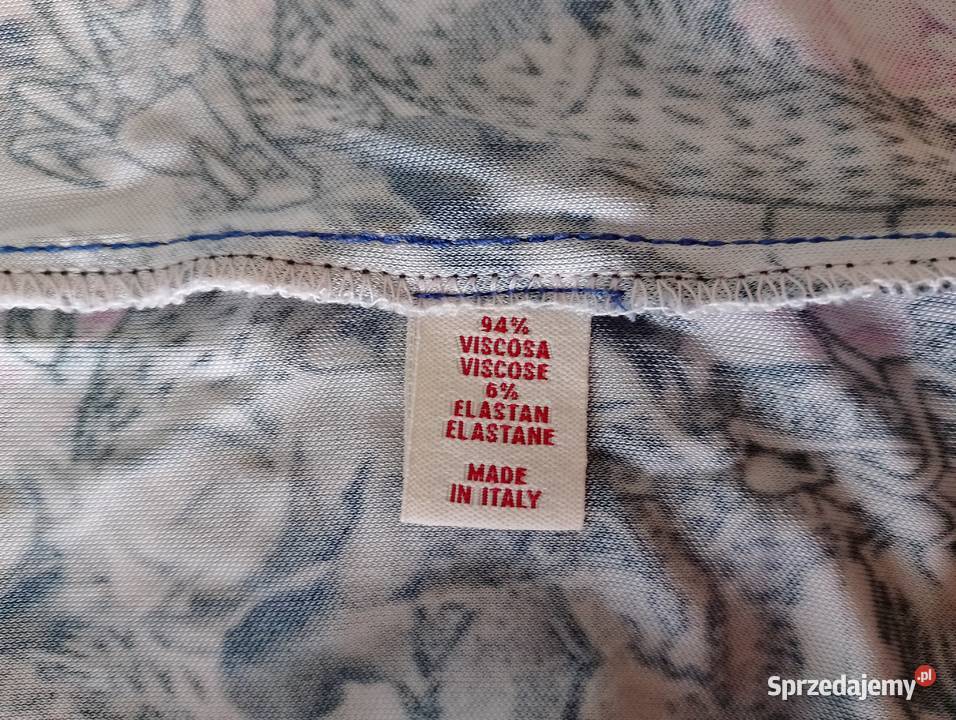 94%
VISCOSA
VISCOSE
6%
ELASTAN
ELASTANE
MADE
IN ITALY
Sprzedajemy.pl